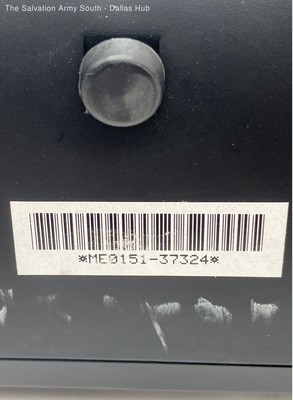 The Salvation Army South - Dallas Hub
*ME0151-37324*